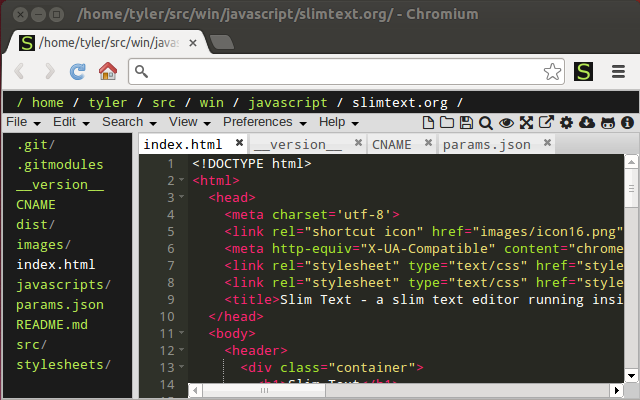 /home/tyler/src/win/javascript/slimtext.org/ - Chromium
S /home/tyler/src/win/javas ×
S
/ home / tyler / src / win / javascript / slimtext.org /
File Edit Search View Preferences Help
.git/
.gitmodules
__version__
CNAME
dist/
images/
index.html
javascripts/
params.json
README.md
src/
stylesheets/
index.html × __version__ × CNAME × params.json ×
1 <!DOCTYPE html>
2 <html>
3 <head>
4 <meta charset='utf-8'>
5 <link rel="shortcut icon" href="images/icon16.png"
6 <meta http-equiv="X-UA-Compatible" content="chrome
7 <link rel="stylesheet" type="text/css" href="style
8 <link rel="stylesheet" type="text/css" href="style
9 <title>Slim Text - a slim text editor running insi
10 </head>
11 <body>
12 <header>
13 <div class="container">
14 <h1>Slim Text</h1>